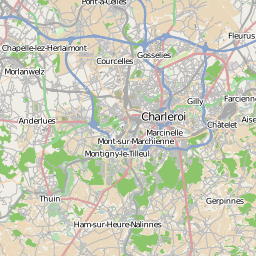 Pont-à-Celles
Fleurus
Gosselies
Chapelle-lez-Herlaimont
Courcelles
Morlanwelz
Gilly
Farcienne
Charleroi
Anderlues
Aise
Châtelet
Marcinelle
Mont-sur-Marchienne
Montigny-le-Tilleul
Thuin
Gerpinnes
Ham-sur-Heure-Nalinnes